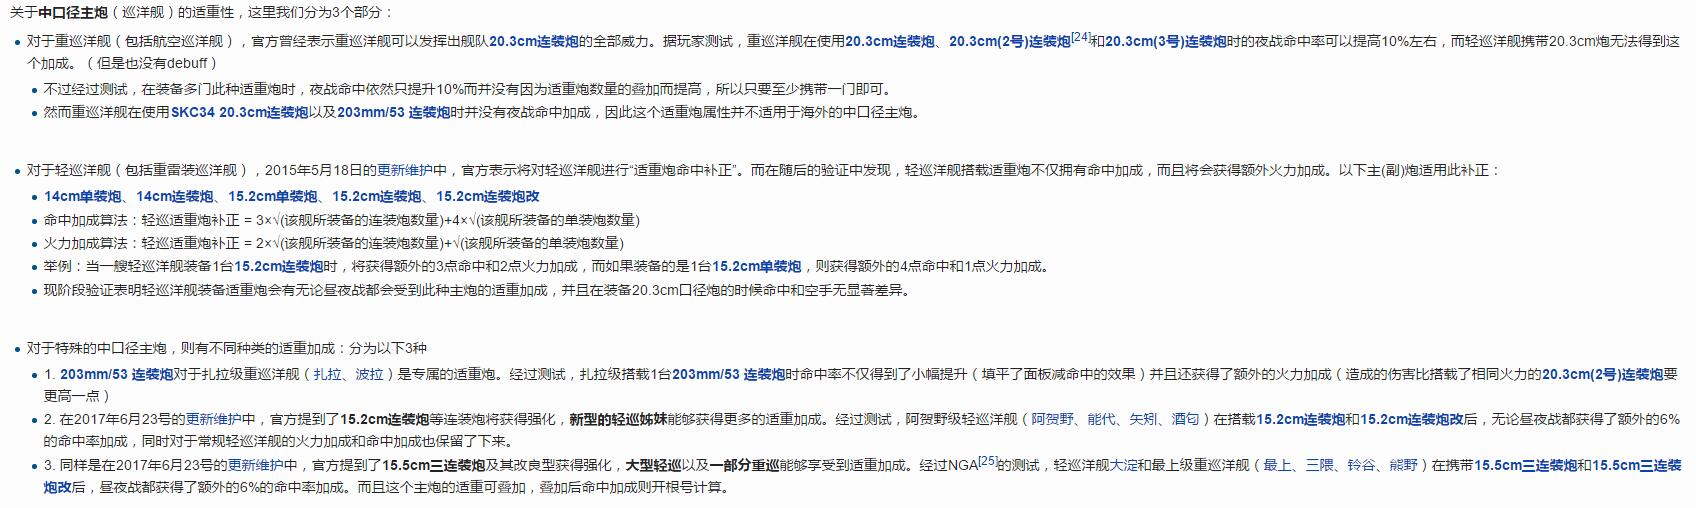 关于中口径主炮（巡洋舰）的适重性，这里我们分为3个部分：
对于重巡洋舰（包括航空巡洋舰），官方曾经表示重巡洋舰可以发挥出舰队20.3cm连装炮的全部威力。据玩家测试，重巡洋舰在使用20.3cm连装炮、20.3cm(2号)连装炮[24]和20.3cm(3号)连装炮时的夜战命中率可以提高10%左右，而轻巡洋舰携带20.3cm炮无法得到这
个加成。（但是也没有debuff）
不过经过测试，在装备多门此种适重炮时，夜战命中依然只提升10%而并没有因为适重炮数量的叠加而提高，所以只要至少携带一门即可。
然而重巡洋舰在使用SKC34 20.3cm连装炮以及203mm/53 连装炮时并没有夜战命中加成，因此这个适重炮属性并不适用于海外的中口径主炮。
对于轻巡洋舰（包括重雷装巡洋舰），2015年5月18日的更新维护中，官方表示将对轻巡洋舰进行“适重炮命中补正”。而在随后的验证中发现，轻巡洋舰搭载适重炮不仅拥有命中加成，而且将会获得额外火力加成。以下主(副)炮适用此补正：
14cm单装炮、14cm连装炮、15.2cm单装炮、15.2cm连装炮、15.2cm连装炮改
命中加成算法：轻巡适重炮补正 = 3×√(该舰所装备的连装炮数量)+4×√(该舰所装备的单装炮数量)
火力加成算法：轻巡适重炮补正 = 2×√(该舰所装备的连装炮数量)+√(该舰所装备的单装炮数量)
举例：当一艘轻巡洋舰装备1台15.2cm连装炮时，将获得额外的3点命中和2点火力加成，而如果装备的是1台15.2cm单装炮，则获得额外的4点命中和1点火力加成。
现阶段验证表明轻巡洋舰装备适重炮会有无论昼夜战都会受到此种主炮的适重加成，并且在装备20.3cm口径炮的时候命中和空手无显著差异。
对于特殊的中口径主炮，则有不同种类的适重加成：分为以下3种
1. 203mm/53 连装炮对于扎拉级重巡洋舰（扎拉、波拉）是专属的适重炮。经过测试，扎拉级搭载1台203mm/53 连装炮时命中率不仅得到了小幅提升（填平了面板减命中的效果）并且还获得了额外的火力加成（造成的伤害比搭载了相同火力的20.3cm(2号)连装炮要
更高一点）
2. 在2017年6月23号的更新维护中，官方提到了15.2cm连装炮等连装炮将获得强化，新型的轻巡姊妹能够获得更多的适重加成。经过测试，阿贺野级轻巡洋舰（阿贺野、能代、矢矧、酒匂）在搭载15.2cm连装炮和15.2cm连装炮改后，无论昼夜战都获得了额外的6%
的命中率加成，同时对于常规轻巡洋舰的火力加成和命中加成也保留了下来。
3. 同样是在2017年6月23号的更新维护中，官方提到了15.5cm三连装炮及其改良型获得强化，大型轻巡以及一部分重巡能够享受到适重加成。经过NGA[25]的测试，轻巡洋舰大淀和最上级重巡洋舰（最上、三隈、铃谷、熊野）在携带15.5cm三连装炮和15.5cm三连装
炮改后，昼夜战都获得了额外的6%的命中率加成。而且这个主炮的适重可叠加，叠加后命中加成则开根号计算。